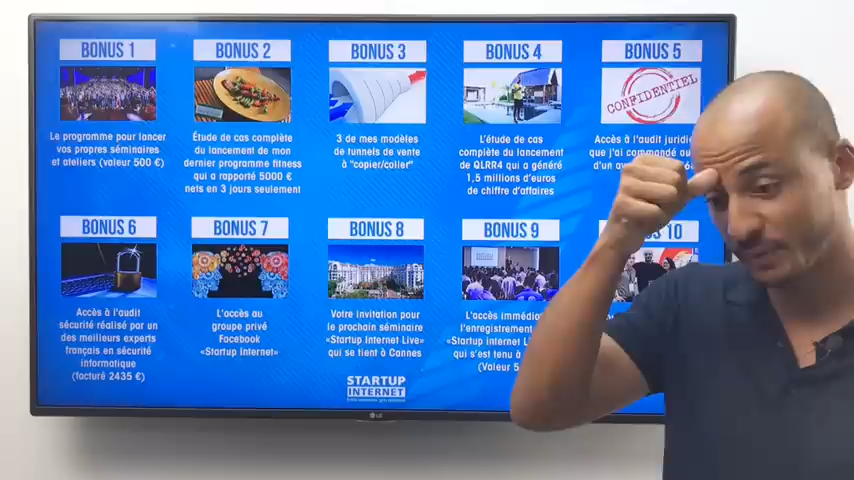 BONUS 1
BONUS 2
BONUS 3
BONUS 4
BONUS 5
CONFIDENTIEL
Le programme pour lancer
vos propres séminaires
et ateliers (valeur 500 €)
Étude de cas complète
du lancement de mon
dernier programme fitness
qui a rapporté 5000 €
nets en 3 jours seulement
3 de mes modèles
de tunnels de vente
à "copier/coller"
L'étude de cas
complète du lancement
de QLRR4 qui a généré
1,5 millions d'euros
de chiffre d'affaires
Accès à l'audit
que j'ai commandé
d'un
BONUS 6
BONUS 7
BONUS 8
BONUS 9
10
Accès à l'audit
sécurité réalisé par un
des meilleurs experts
français en sécurité
informatique
(facturé 2435 €)
L'accès au
groupe privé
Facebook
«Startup Internet»
Votre invitation pour
le prochain séminaire
«Startup Internet Live»
qui se tient à Cannes
L'accès
l'enregistrement
«Startup Internet
qui s'est tenu à
(Valeur
STARTUP
INTERNET
LG